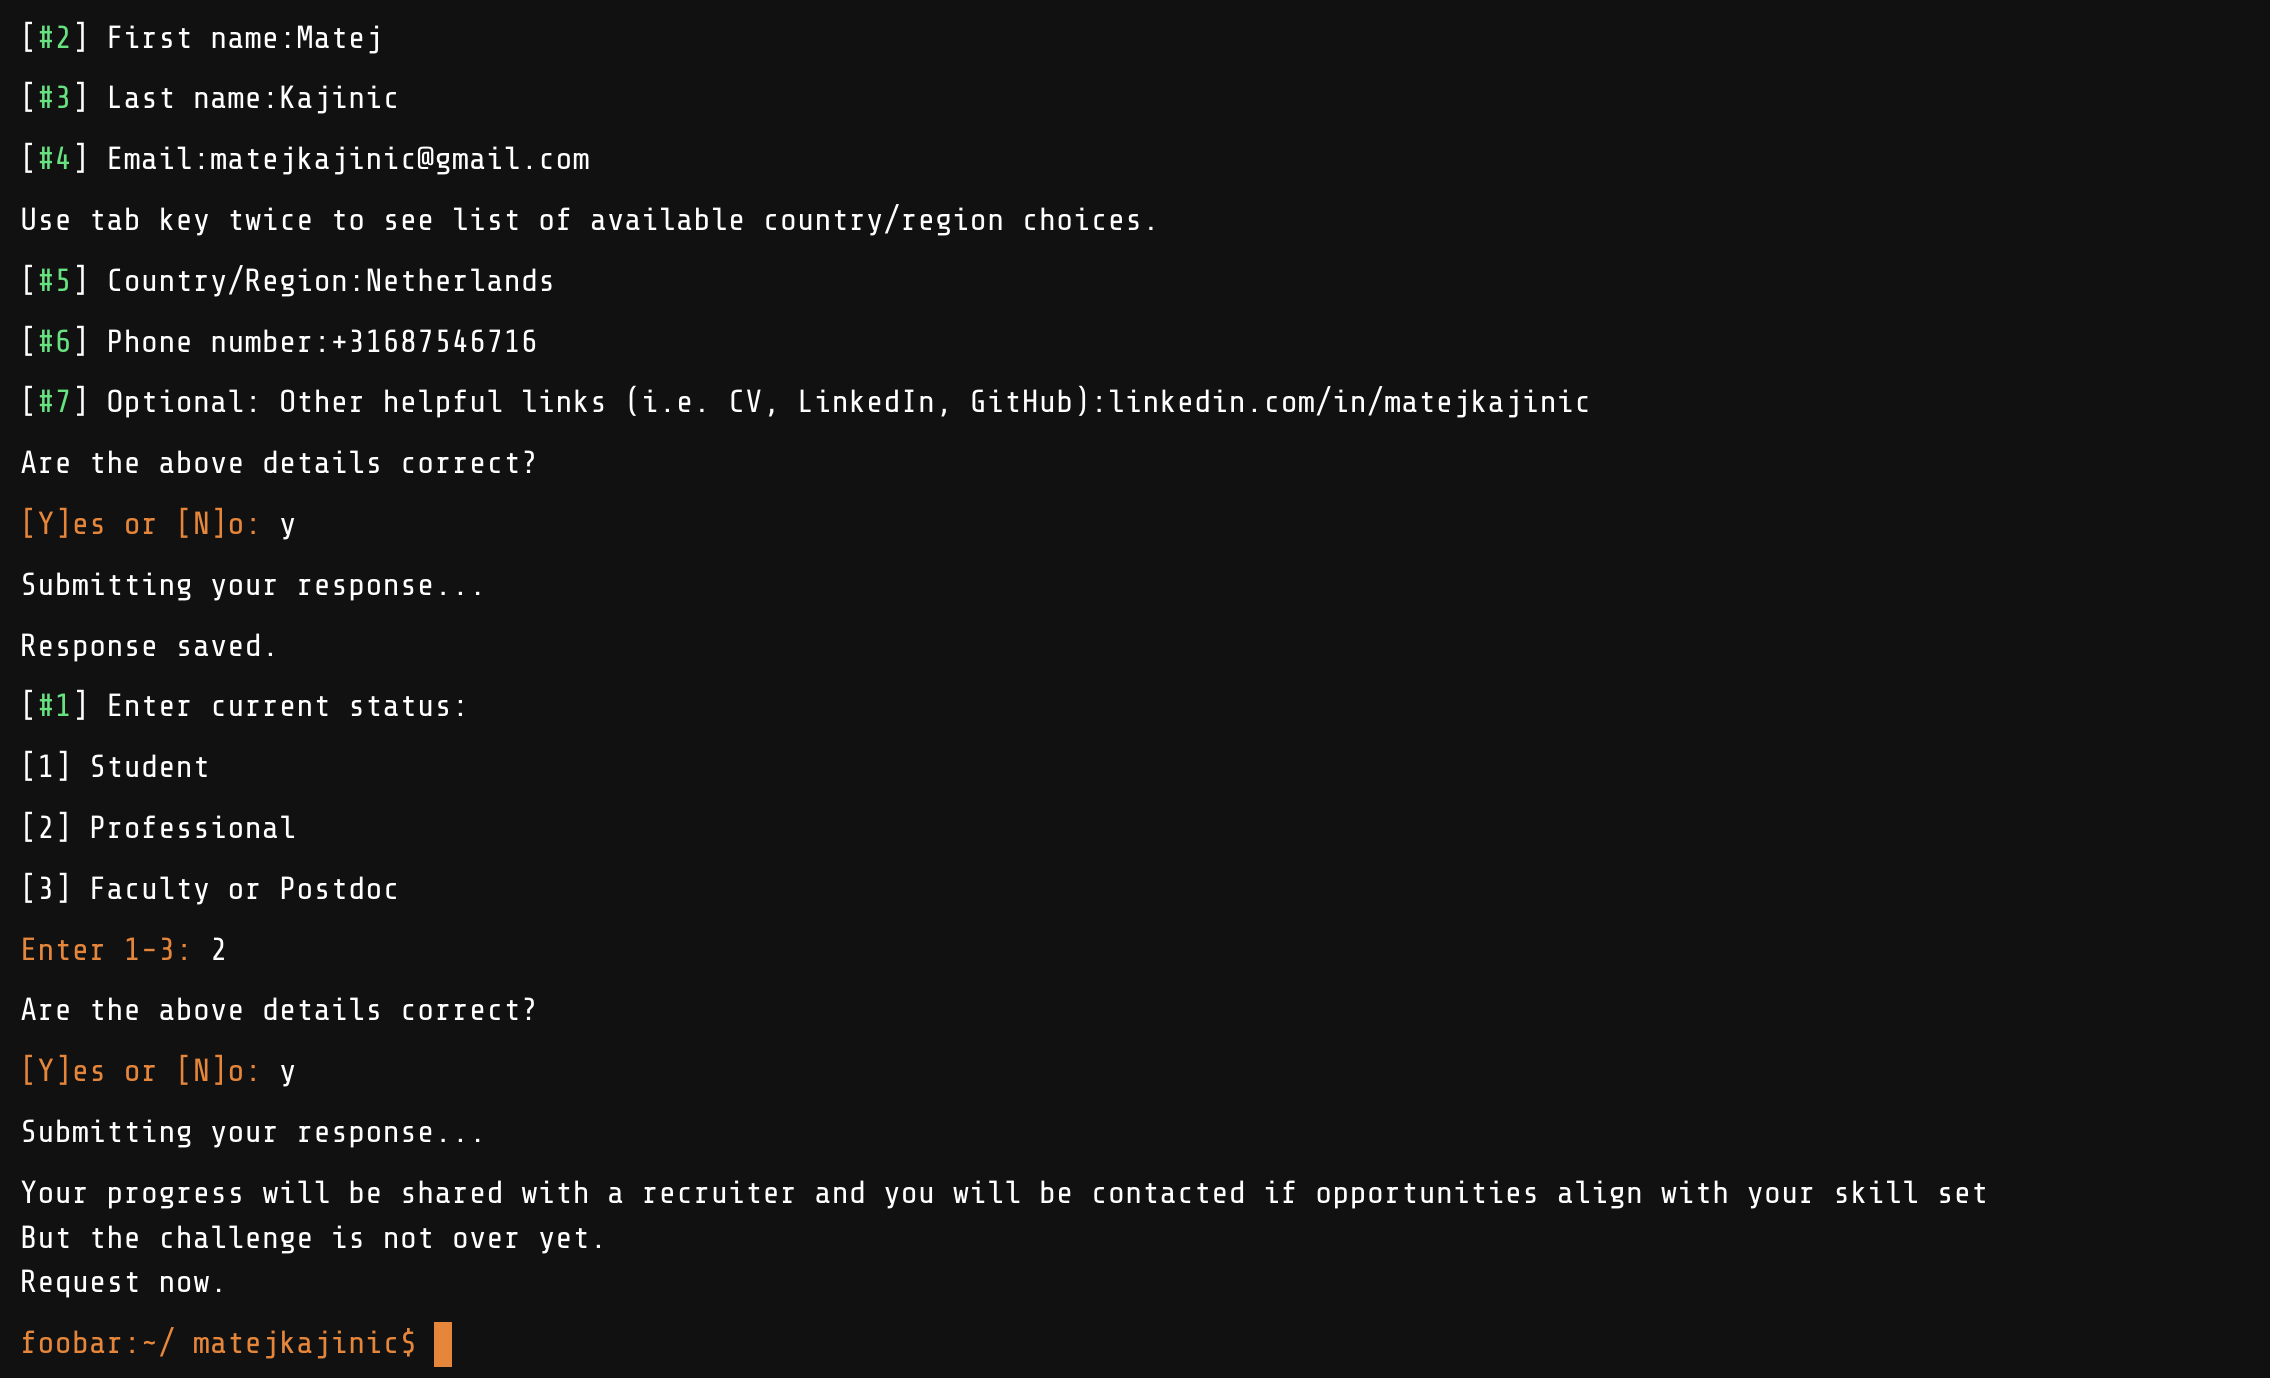 [#2] First name:Matej
[#3] Last name:Kajinic
[#4] Email:matejkajinic@gmail.com
Use tab key twice to see list of available country/region choices.
[#5] Country/Region:Netherlands
[#6] Phone number:+31687546716
[#7] Optional: Other helpful links (i.e. CV, LinkedIn, GitHub):linkedin.com/in/matejkajinic
Are the above details correct?
[Y]es or [N]o: y
Submitting your response...
Response saved.
[#1] Enter current status:
[1] Student
[2] Professional
[3] Faculty or Postdoc
Enter 1-3: 2
Are the above details correct?
[Y]es or [N]o: y
Submitting your response...
Your progress will be shared with a recruiter and you will be contacted if opportunities align with your skill set
But the challenge is not over yet.
Request now.
foobar:~/ matejkajinic$